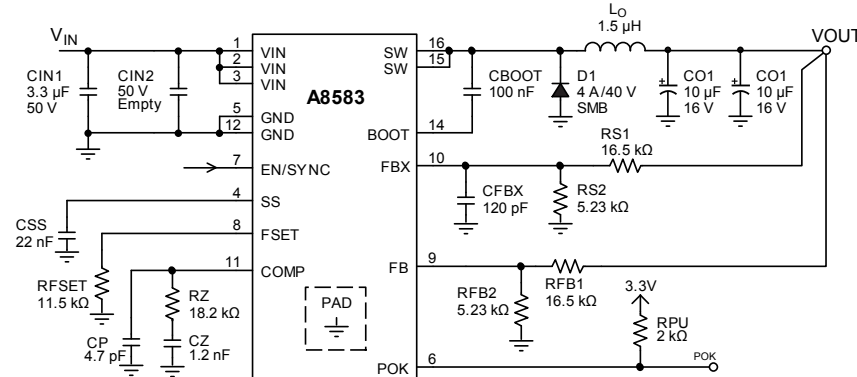 VIN
CIN1
3.3 µF
50 V
CIN2
50 V
Empty
1
2
3
VIN
VIN
VIN
5
12
GND
GND
7
EN/SYNC
4
SS
CSS
22 nF
8
FSET
RFSET
11.5 kΩ
11
COMP
RZ
18.2 kΩ
CP
4.7 pF
CZ
1.2 nF
A8583
PAD
16
15
SW
SW
CBOOT
100 nF
14
BOOT
D1
4 A/40 V
SMB
LO
1.5 µH
CO1
10 µF
16 V
CO1
10 µF
16 V
VOUT
10
FBX
CFBX
120 pF
RS1
16.5 kΩ
RS2
5.23 kΩ
9
FB
RFB2
5.23 kΩ
RFB1
16.5 kΩ
3.3V
RPU
2 kΩ
6
POK
POK